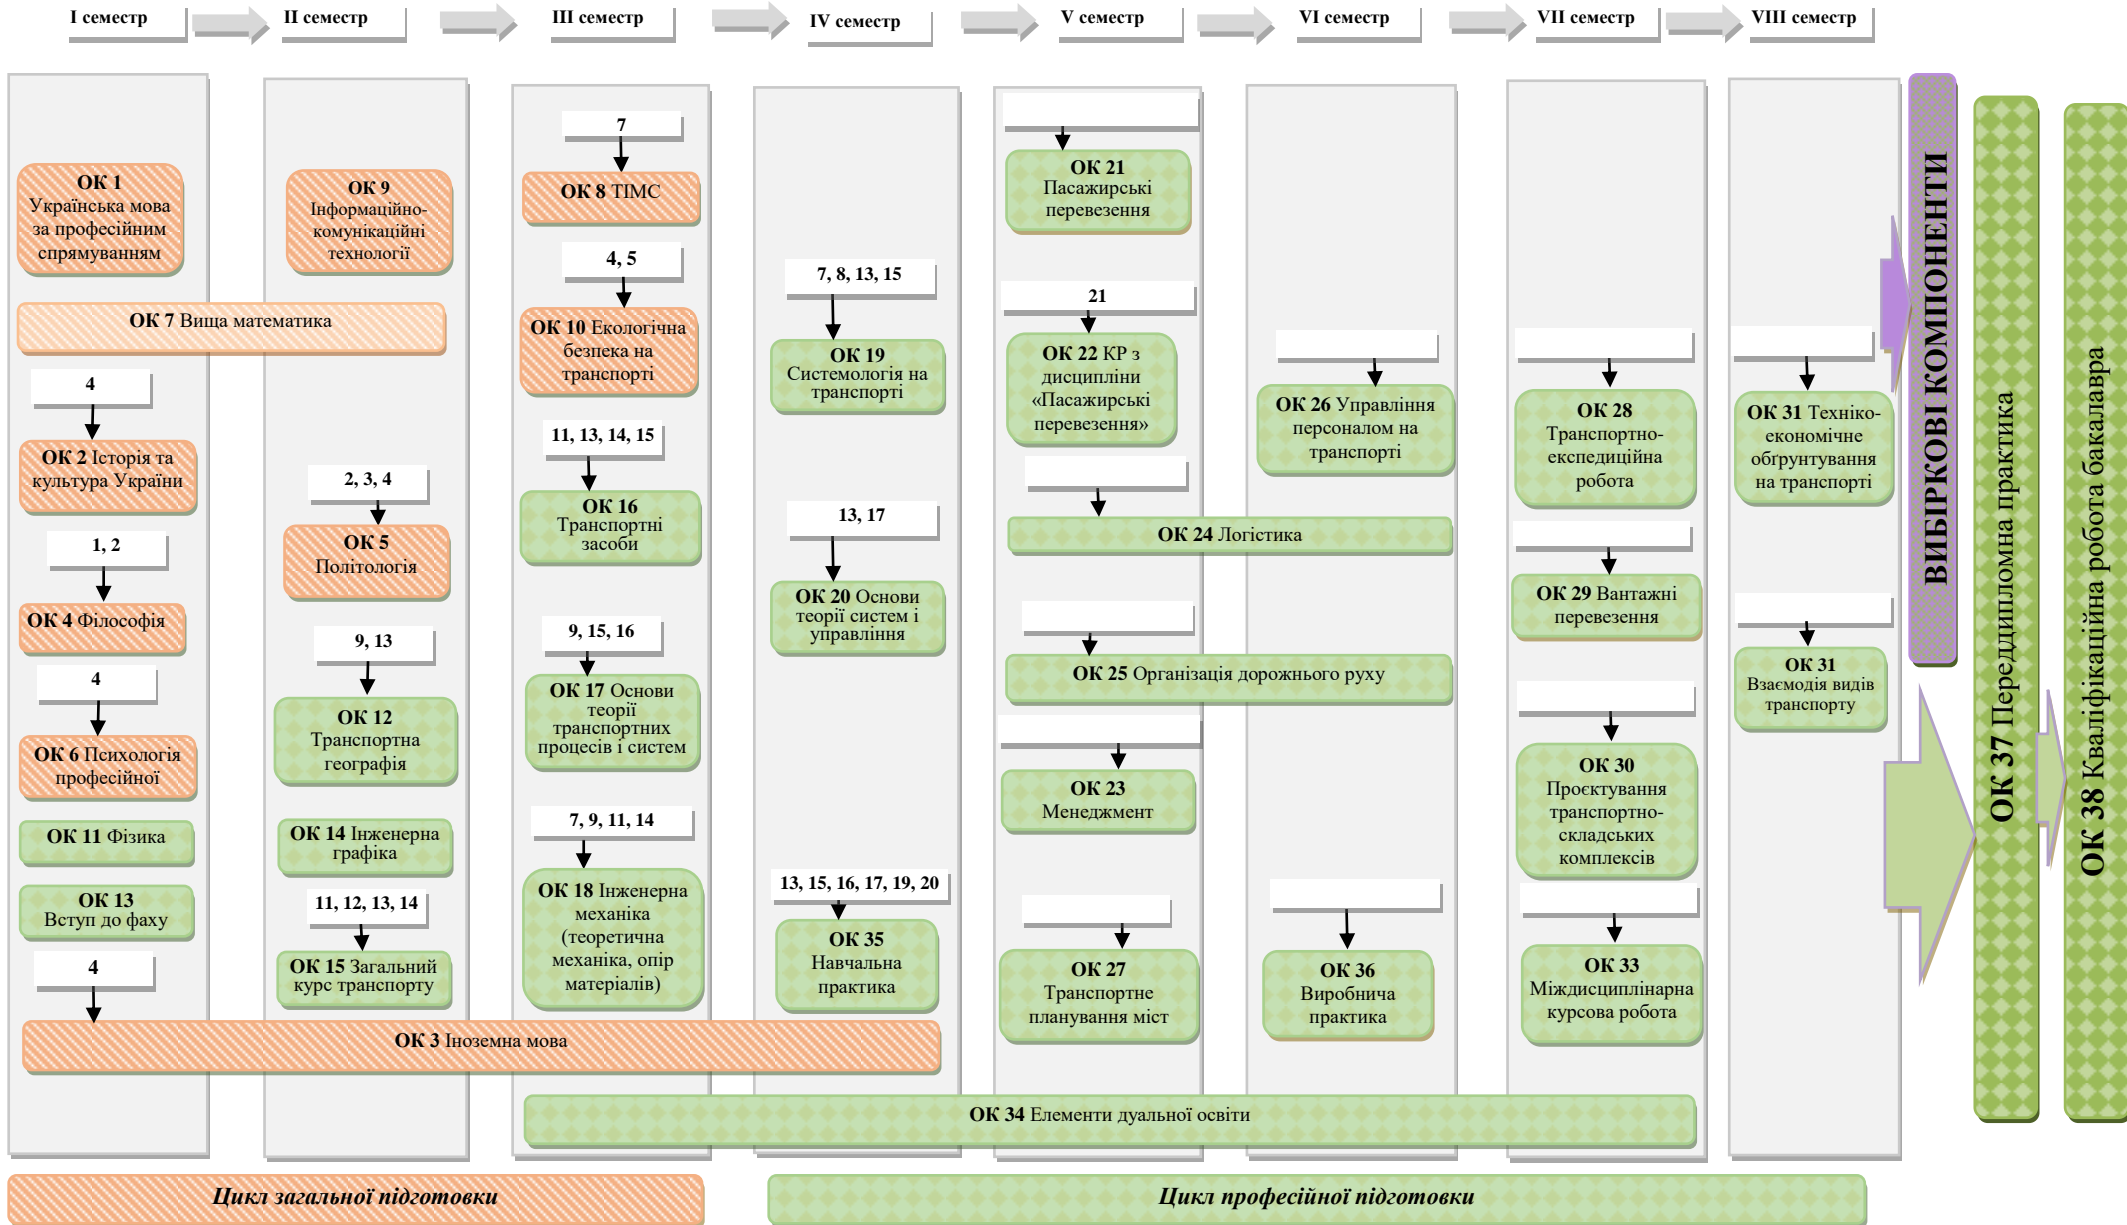 I семестр
II семестр
III семестр
IV семестр
V семестр
VI семестр
VII семестр
VIII семестр
ОК 1
Українська мова
за професійним
спрямуванням
ОК 7 Вища математика
4
ОК 2 Історія та
культура України
1, 2
ОК 4 Філософія
4
ОК 6 Психологія
професійної
ОК 11 Фізика
ОК 13
Вступ до фаху
4
ОК 3 Іноземна мова
ОК 9
Інформаційно-
комунікаційні
технології
2, 3, 4
ОК 5
Політологія
9, 13
ОК 12
Транспортна
географія
ОК 14 Інженерна
графіка
11, 12, 13, 14
ОК 15 Загальний
курс транспорту
7
ОК 8 ТІМС
4, 5
ОК 10 Екологічна
безпека на
транспорті
11, 13, 14, 15
ОК 16
Транспортні
засоби
9, 15, 16
ОК 17 Основи
теорії
транспортних
процесів і систем
7, 9, 11, 14
ОК 18 Інженерна
механіка
(теоретична
механіка, опір
матеріалів)
7, 8, 13, 15
ОК 19
Системологія на
транспорті
13, 17
ОК 20 Основи
теорії систем і
управління
13, 15, 16, 17, 19, 20
ОК 35
Навчальна
практика
ОК 21
Пасажирські
перевезення
21
ОК 22 КР з
дисципліни
«Пасажирські
перевезення»
ОК 24 Логістика
ОК 25 Організація дорожнього руху
ОК 23
Менеджмент
ОК 27
Транспортне
планування міст
ОК 26 Управління
персоналом на
транспорті
ОК 36
Виробнича
практика
ОК 28
Транспортно-
експедиційна
робота
ОК 29 Вантажні
перевезення
ОК 30
Проєктування
транспортно-
складських
комплексів
ОК 33
Міждисциплінарна
курсова робота
ОК 31 Техніко-
економічне
обґрунтування
на транспорті
ОК 31
Взаємодія видів
транспорту
ОК 34 Елементи дуальної освіти
ВИБІРКОВІ КОМПОНЕНТИ
ОК 37 Переддипломна практика
ОК 38 Кваліфікаційна робота бакалавра
Цикл загальної підготовки
Цикл професійної підготовки